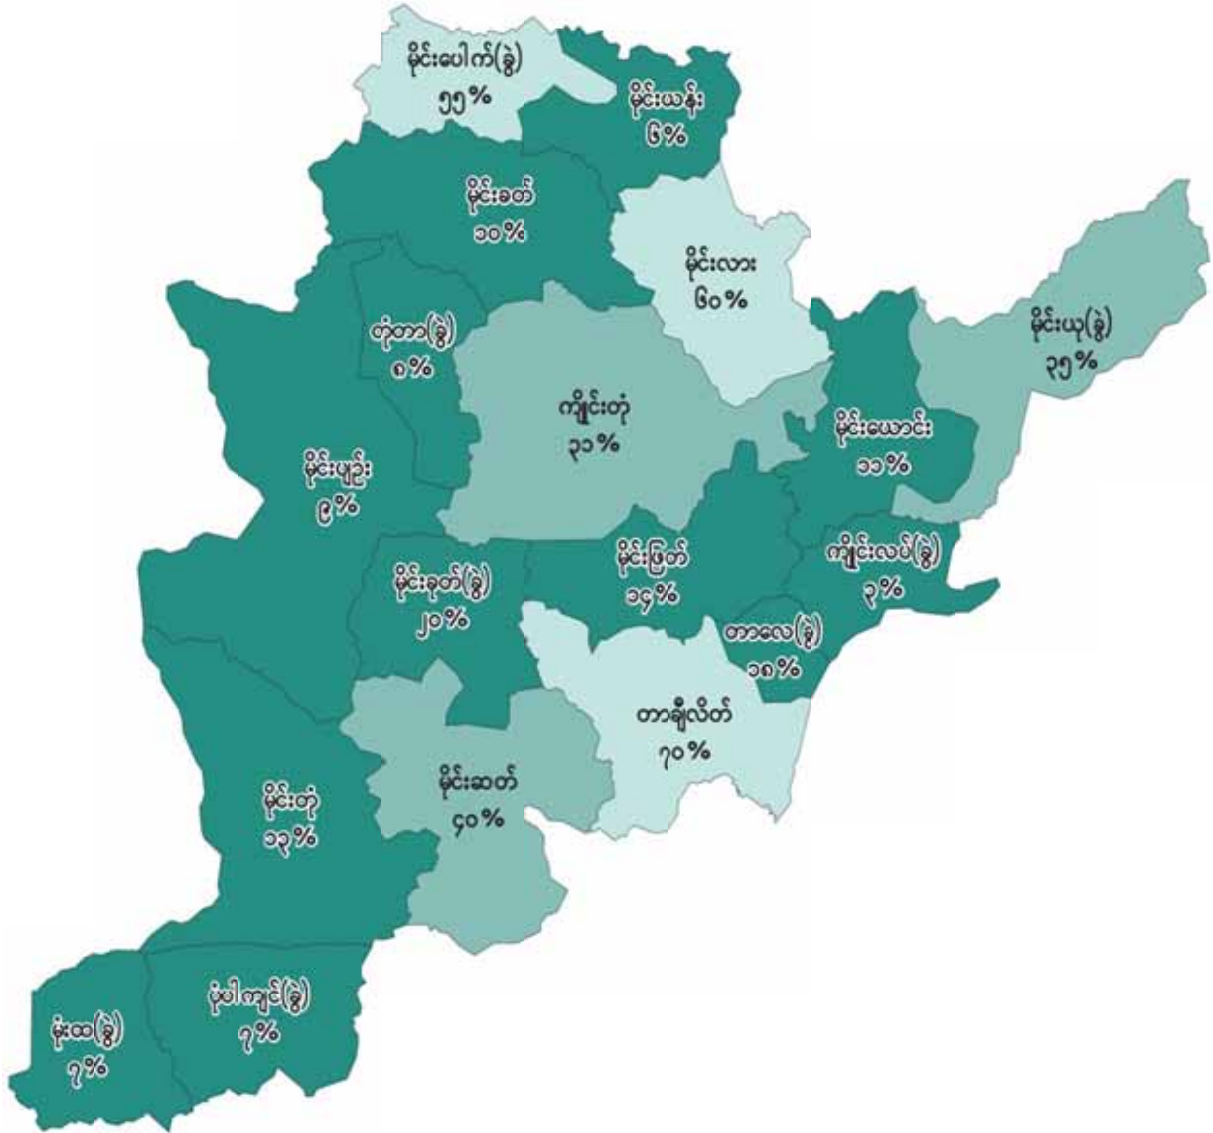 မိုင်းပေါက်(ခွဲ)
၅၅%
မိုင်းယန်း
၆%
မိုင်းခတ်
၁၀%
မိုင်းလား
၆၀%
မိုင်းယု(ခွဲ)
၃၅%
တုံတာ(ခွဲ)
၈%
ကျိုင်းတုံ
၃၁%
မိုင်းယောင်း
၁၁%
မိုင်းပျဉ်း
၉%
မိုင်းဖြတ်
၁၄%
ကျိုင်းလပ်(ခွဲ)
၃%
မိုင်းခုတ်(ခွဲ)
၂၀%
တာလေ(ခွဲ)
၁၈%
တာချီလိတ်
၇၀%
မိုင်းဆတ်
၄၀%
မိုင်းတုံ
၁၃%
ပုံပါကျင်(ခွဲ)
၇%
မုံးထ(ခွဲ)
၇%